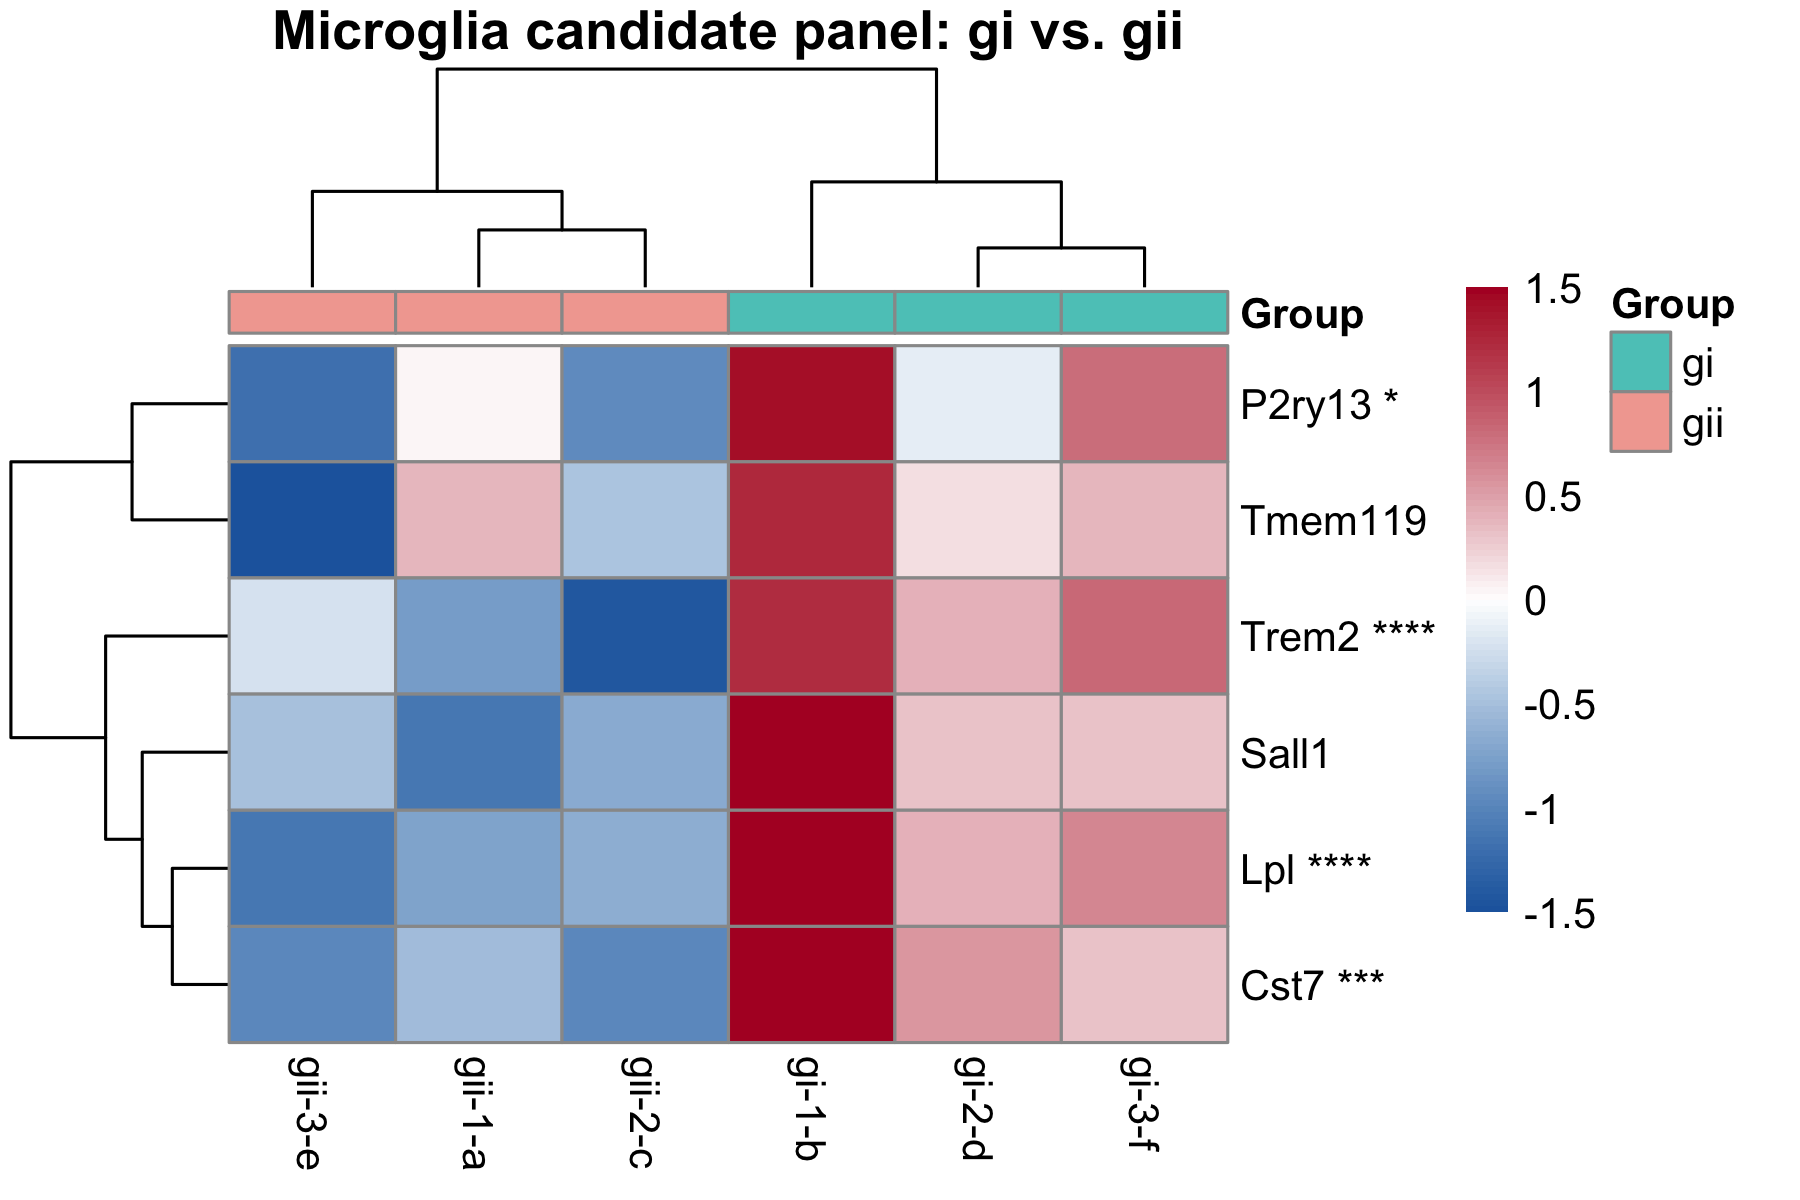 Microglia candidate panel: gi vs. gii
Group
P2ry13 *
Tmem119
Trem2 ****
Sall1
Lpl ****
Cst7 ***
gii-3-e
gii-1-a
gii-2-c
gi-1-b
gi-2-d
gi-3-f
1.5
1
0.5
0
-0.5
-1
-1.5
Group
gi
gii